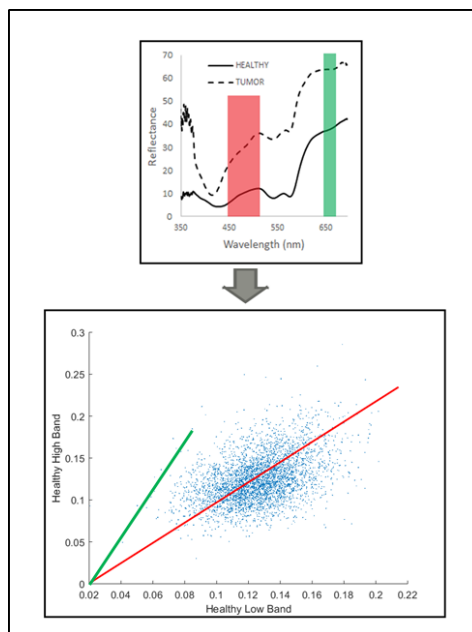 70
60
50
40
30
20
10
0
Reflectance
HEALTHY
TUMOR
350 450 550 650
Wavelength (nm)
0.3
0.25
0.2
0.15
0.1
0.05
0
Healthy High Band
0.02 0.04 0.06 0.08 0.1 0.12 0.14 0.16 0.18 0.2 0.22
Healthy Low Band